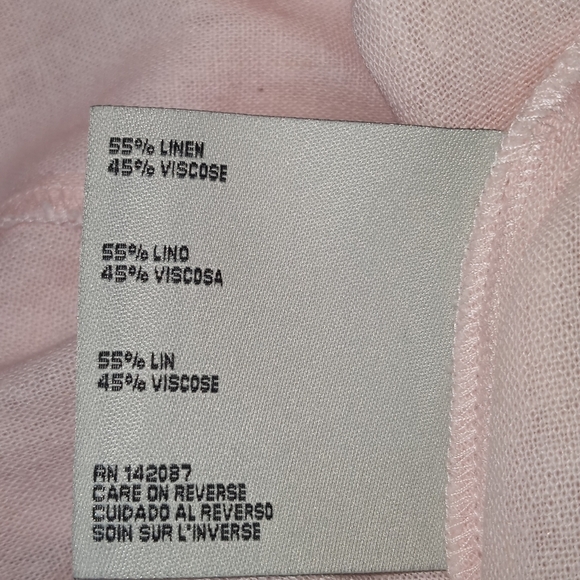 55% LINEN
45% VISCOSE
55% LINO
45% VISCOSA
55% LIN
45% VISCOSE
RN 142087
CARE ON REVERSE
CUIDADO AL REVERSO
SOIN SUR L'INVERSE